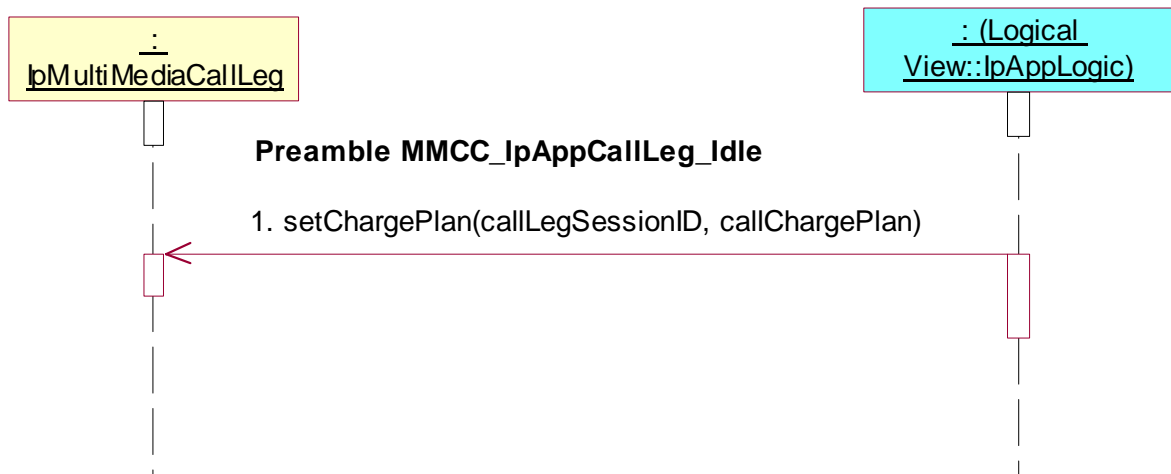 :
IpMultiMediaCallLeg
: (Logical
View::IpAppLogic)
Preamble MMCC_IpAppCallLeg_Idle
1. setChargePlan(callLegSessionID, callChargePlan)